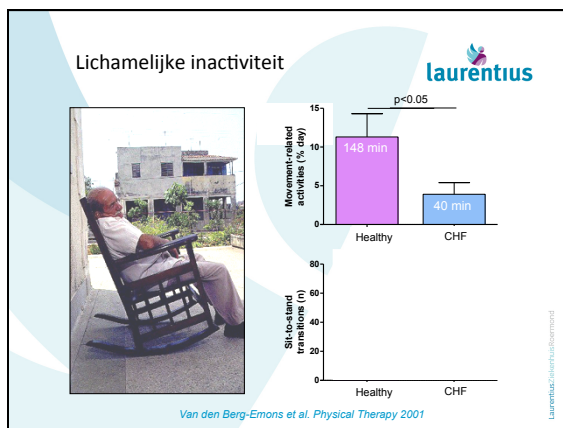 Lichamelijke inactiviteit
laurentius
p<0.05
15
10
5
0
Movement-related
activities (% day)
148 min
40 min
Healthy
CHF
80
60
40
20
0
Sit-to-stand
transitions (n)
Healthy
CHF
Van den Berg-Emons et al. Physical Therapy 2001
LaurentiusZiekenhuisRoermond